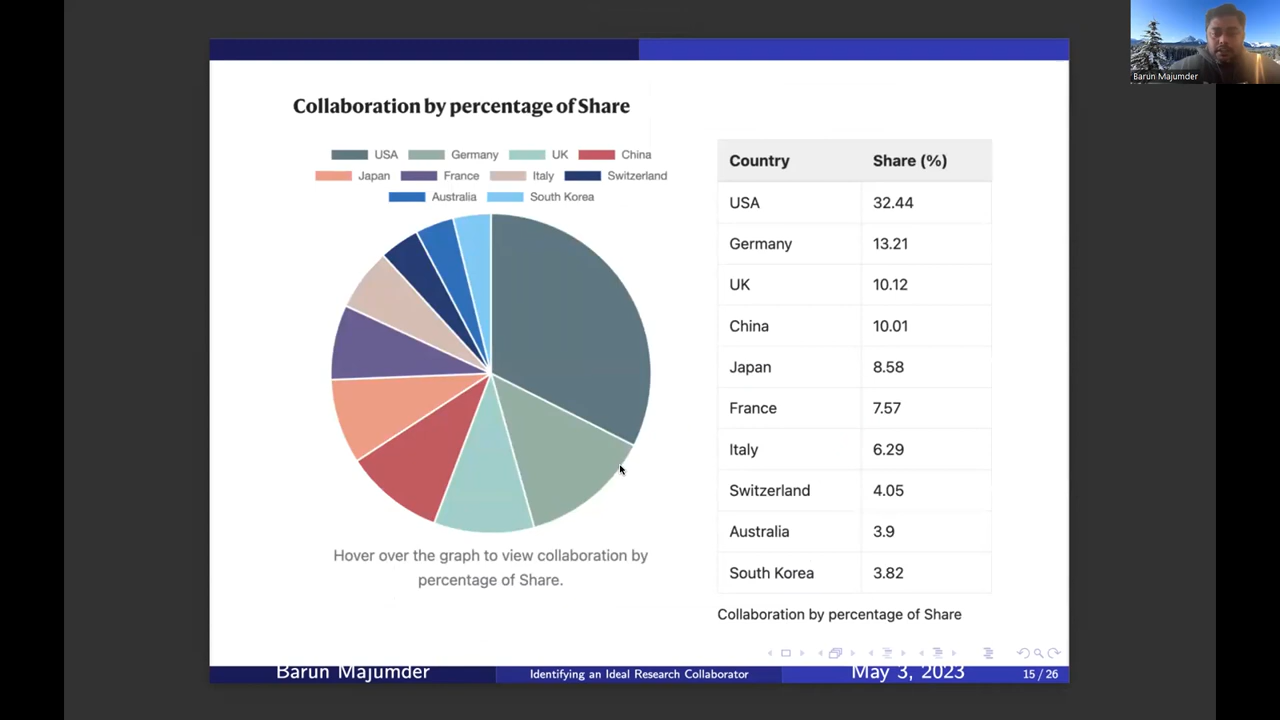 Barun Majumder
Collaboration by percentage of Share
USA Germany UK China
Japan France Italy Switzerland
Australia South Korea
Hover over the graph to view collaboration by
percentage of Share.
Country Share (%)
USA 32.44
Germany 13.21
UK 10.12
China 10.01
Japan 8.58
France 7.57
Italy 6.29
Switzerland 4.05
Australia 3.9
South Korea 3.82
Collaboration by percentage of Share
Barun Majumder Identifying an Ideal Research Collaborator May 3, 2023 15 / 26